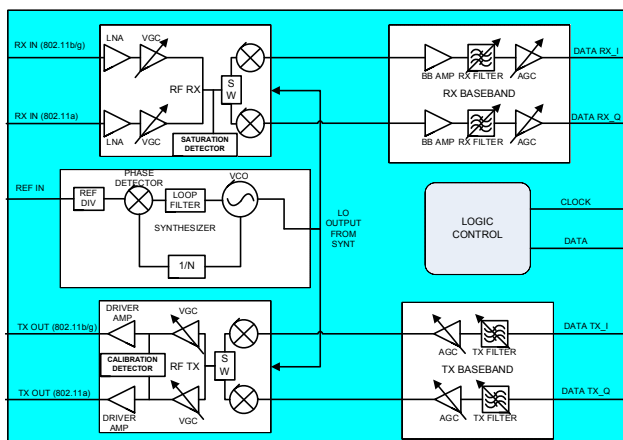 RX IN (802.11b/g)
LNA
VGC
RF RX
S
W
RX IN (802.11a)
LNA
VGC
SATURATION
DETECTOR
BB AMP
RX FILTER
AGC
RX BASEBAND
BB AMP
RX FILTER
AGC
DATA RX_I
DATA RX_Q
REF IN
REF
DIV
PHASE
DETECTOR
LOOP
FILTER
VCO
SYNTHESIZER
1/N
LO
OUTPUT
FROM
SYNT
LOGIC
CONTROL
CLOCK
DATA
TX OUT (802.11b/g)
DRIVER
AMP
VGC
CALIBRATION
DETECTOR
RF TX
S
W
TX OUT (802.11a)
DRIVER
AMP
VGC
AGC
TX FILTER
TX BASEBAND
AGC
TX FILTER
DATA TX_I
DATA TX_Q